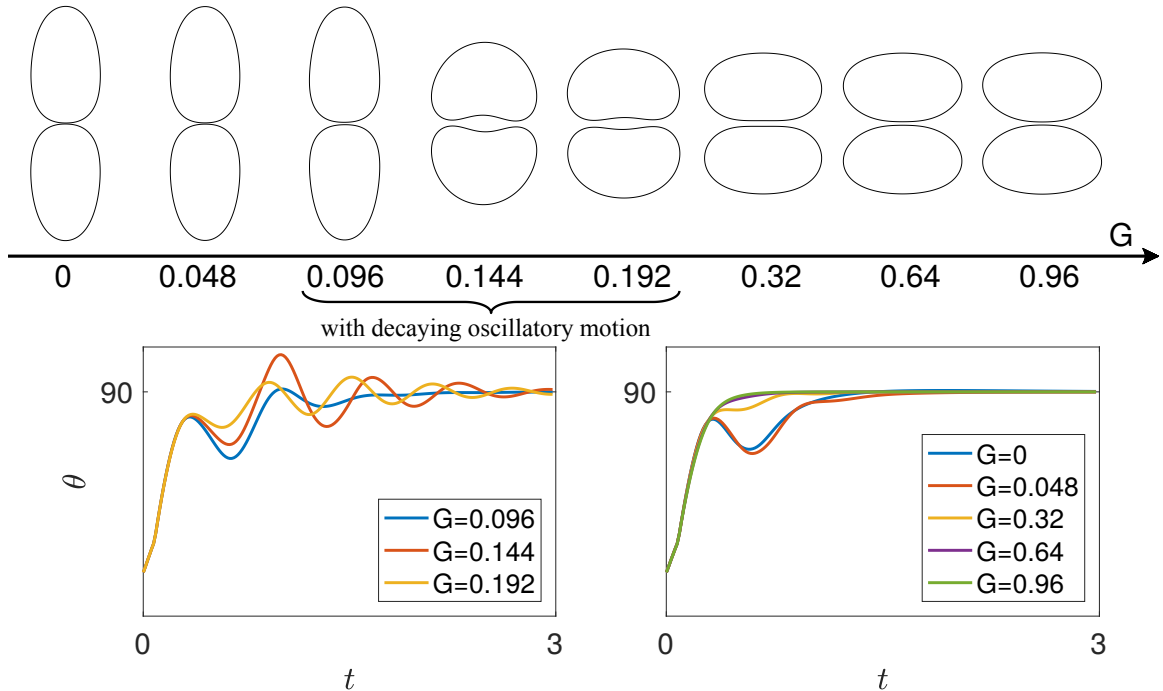 G
0 0.048 0.096 0.144 0.192 0.32 0.64 0.96
with decaying oscillatory motion
90
θ
G=0.096
G=0.144
G=0.192
0 3
t
90
G=0
G=0.048
G=0.32
G=0.64
G=0.96
0 3
t